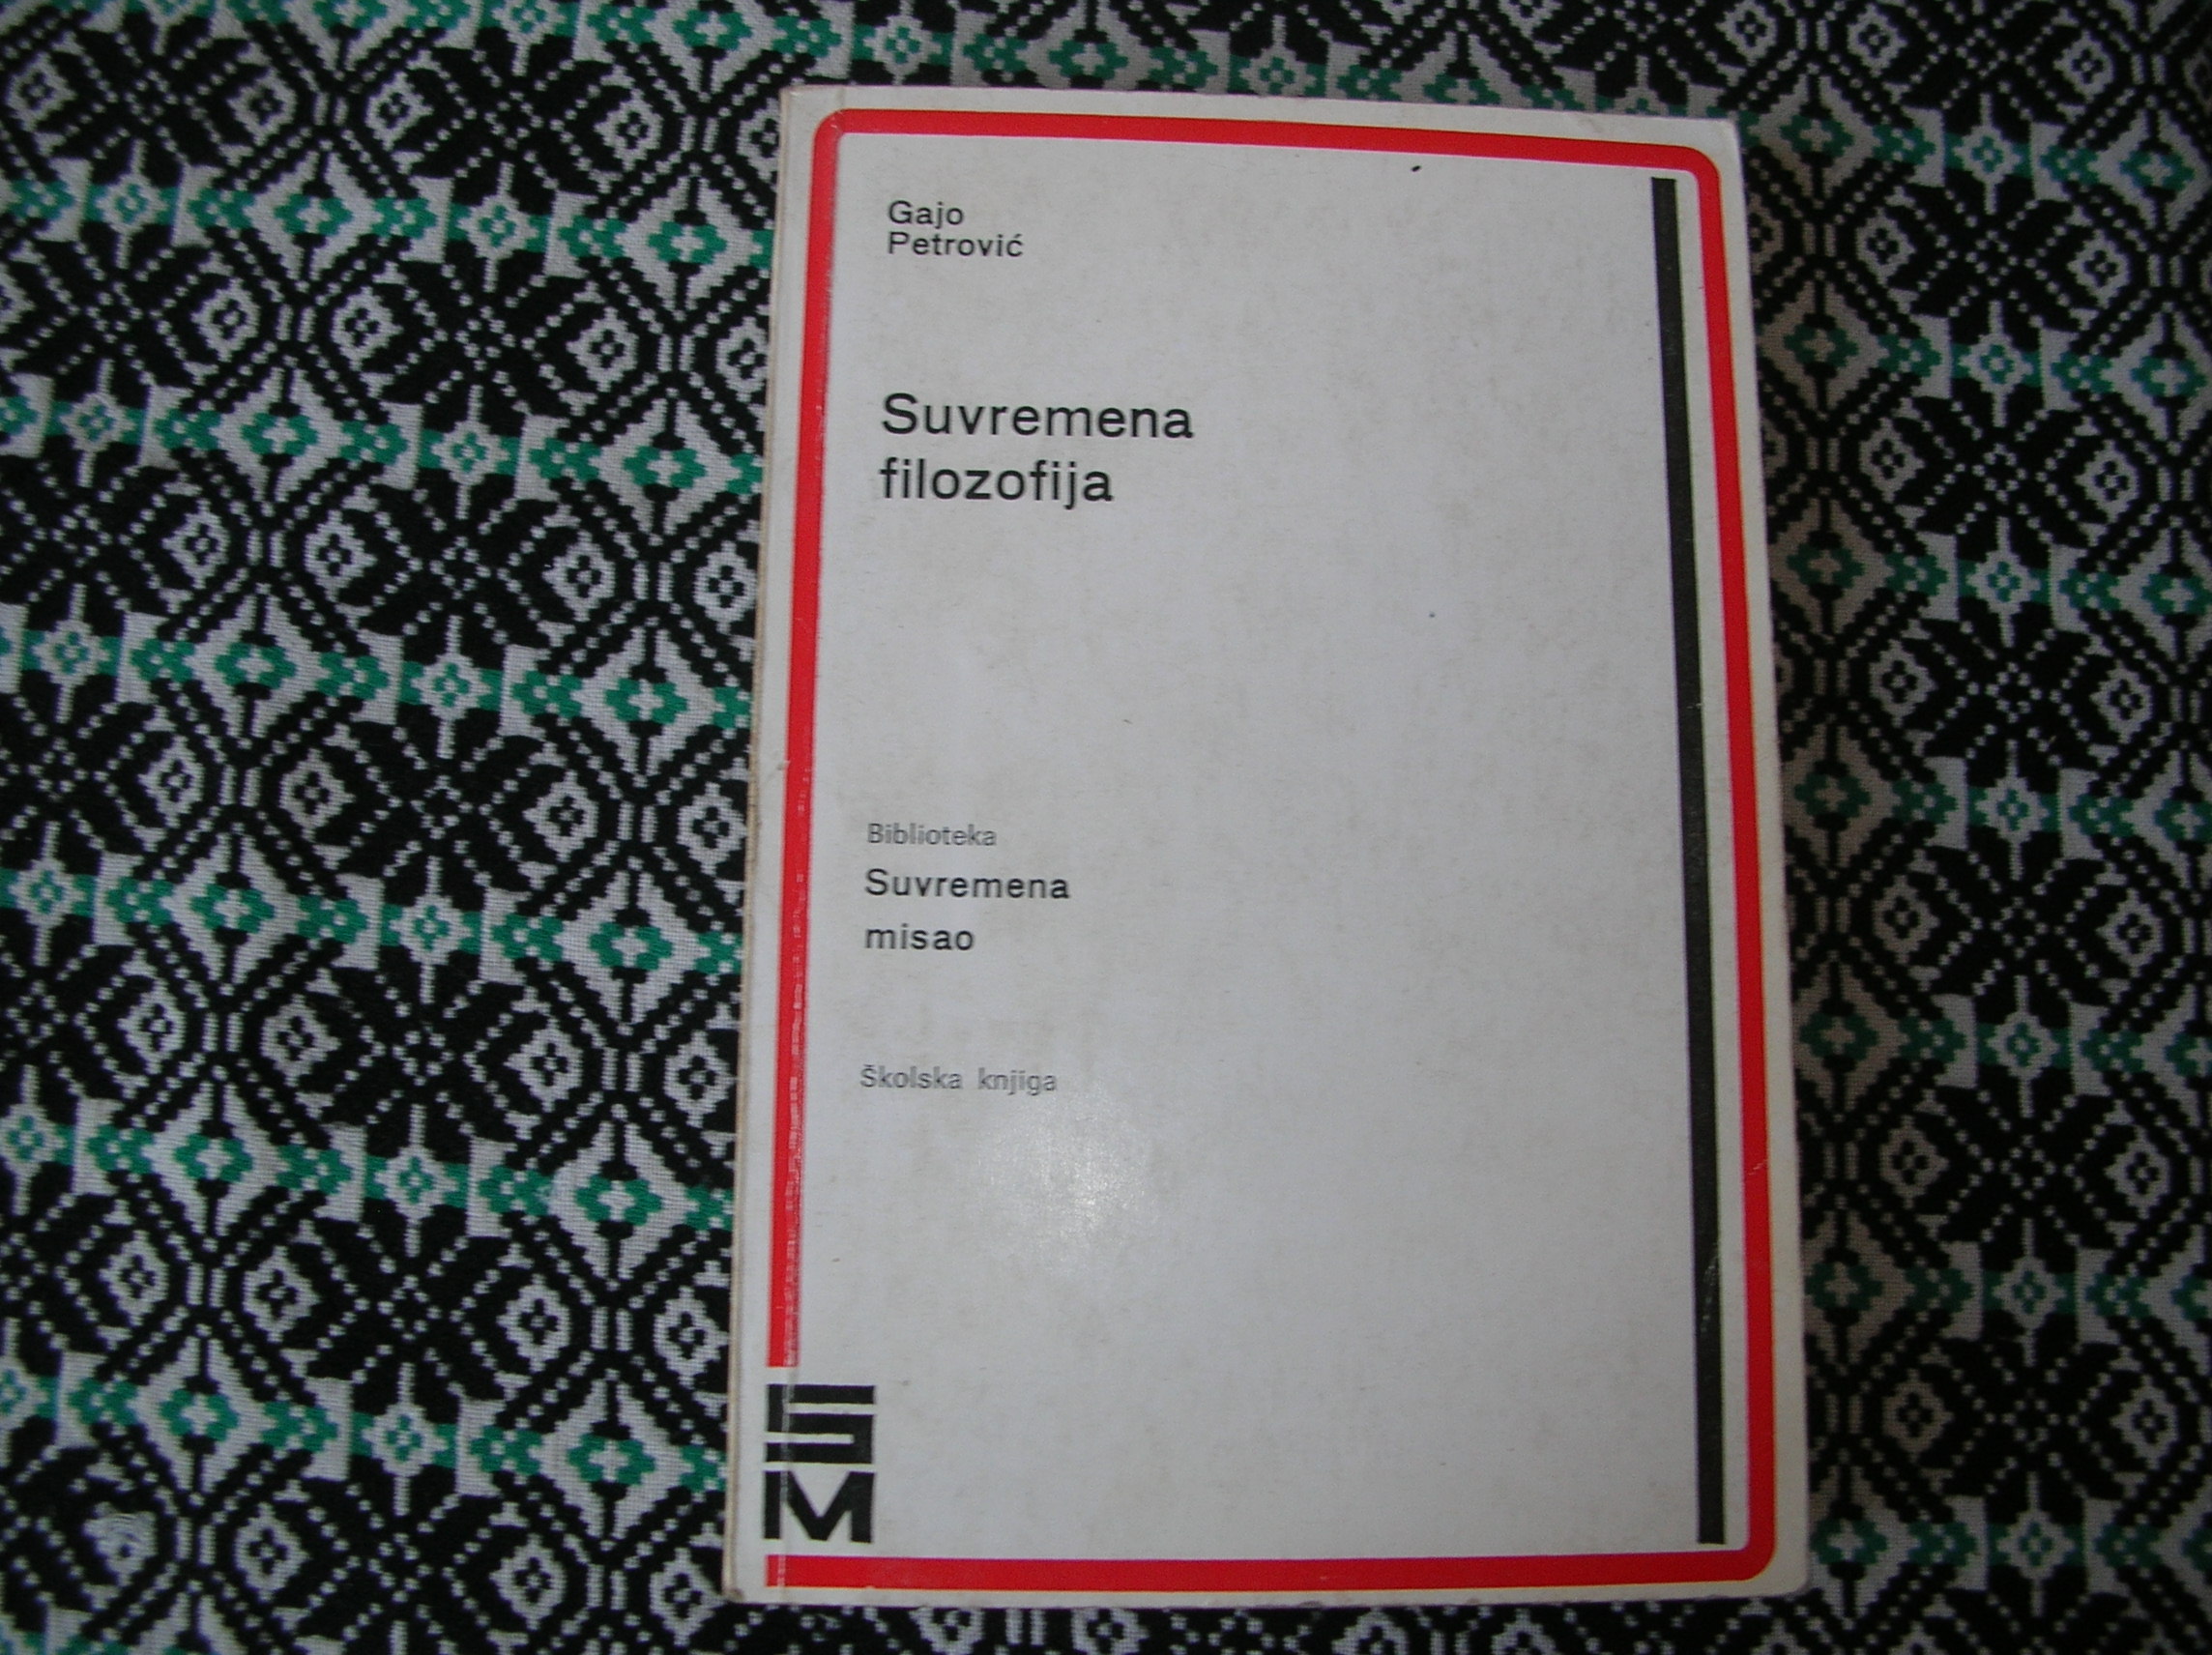 Gajo
Petrović
Suvremena
filozofija
Biblioteka
Suvremena
misao
Školska knjiga
SM